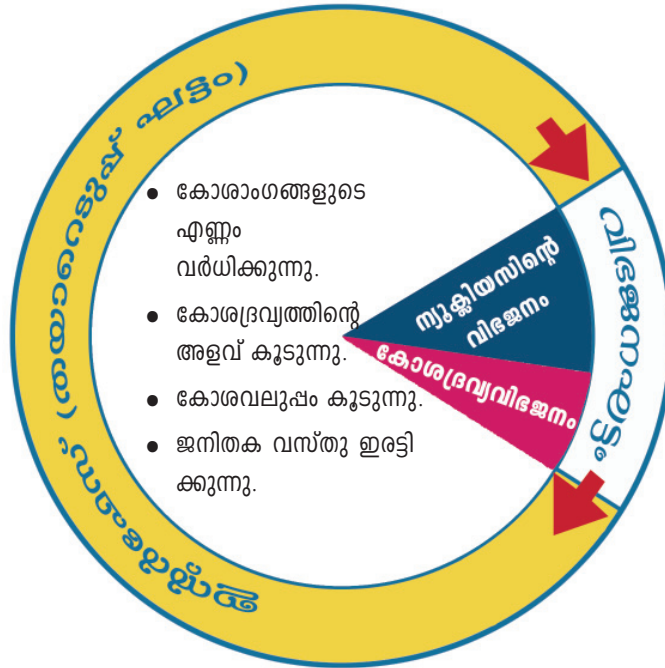 ഇന്റർഫേസ് (തയാറെടുപ്പ് ഘട്ടം)
• കോശാംഗങ്ങളുടെ
എണ്ണം
വർധിക്കുന്നു.
• കോശദ്രവ്യത്തിന്റെ
അളവ് കൂടുന്നു.
• കോശവലുപ്പം കൂടുന്നു.
• ജനിതക വസ്തു ഇരട്ടി
ക്കുന്നു.
ന്യൂക്ലിയസിന്റെ
വിഭജനം
കോശദ്രവ്യവിഭജനം
വിഭജനഘട്ടം